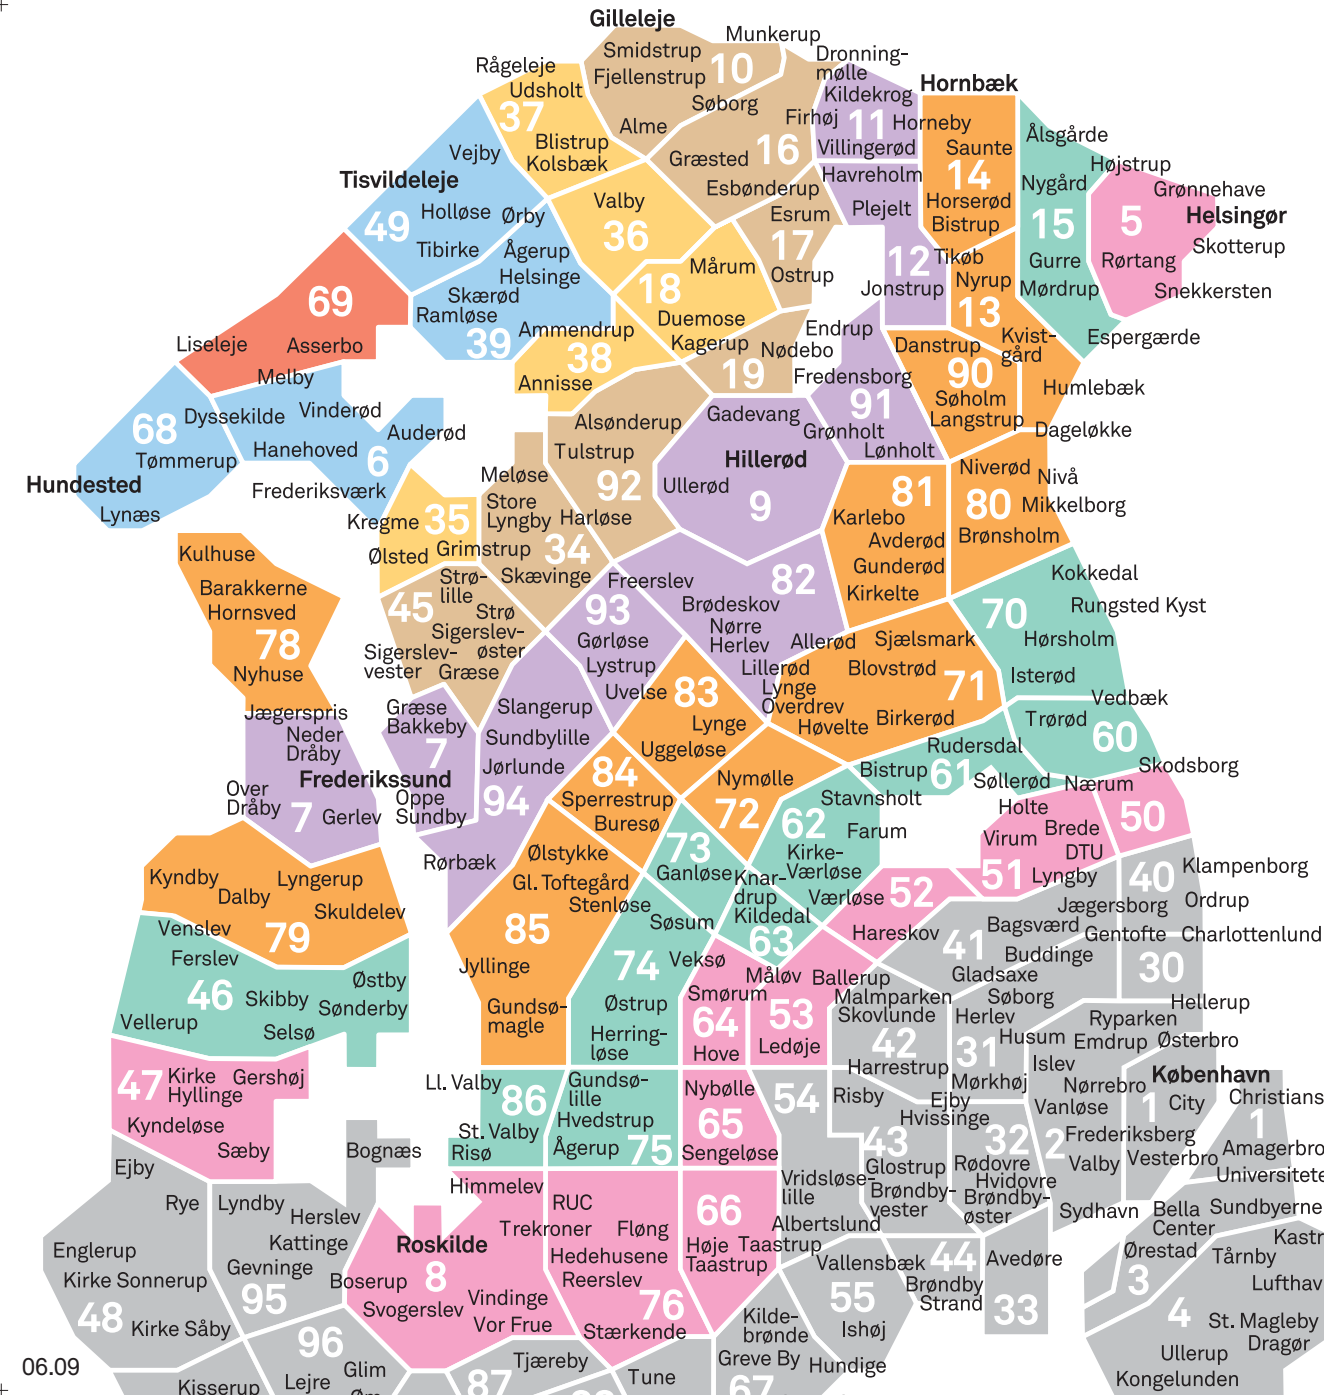 Gilleleje
Munkerup
Smidstrup
Fjellenstrup
10
Dronning-
mølle
Rågeleje
Udsholt
37
Søborg
Alme
Blistrup
Kolsbæk
Kildekrog
Firhøj
11
Villingerød
Hornbæk
Horneby
Saunte
14
Horserød
Bistrup
Ålsgårde
Højstrup
Nygård
15
Gurre
Mørdrup
Grønnehave
5
Helsingør
Skotterup
Rørtang
Snekkersten
Espergærde
Vejby
Tisvildeleje
49
Holløse
Ørby
Tibirke
Græsted
16
Esbønderup
Havreholm
Plejelt
Valby
36
Esrum
17
Ostrup
12
Tikøb
Jonstrup
Nyrup
13
Kvist-
gård
Ågerup
Helsinge
Skærød
Ramløse
39
Mårum
18
Duemose
Kagerup
69
Liseleje
Asserbo
Melby
Ammendrup
38
Annisse
Nødebo
19
Endrup
Fredensborg
91
Grønholt
Lønholt
Danstrup
90
Søholm
Langstrup
Humlebæk
Dageløkke
68
Dyssekilde
Tømmerup
Hundested
Lynæs
Vinderød
Auderød
Hanehoved
6
Frederiksværk
Alsønderup
Tulstrup
92
Harløse
Gadevang
Hillerød
Ullerød
9
Meløse
Store
Lyngby
34
Skævinge
Kregme
35
Ølsted
Grimstrup
81
Karlebo
Avderød
Gunderød
Kirkelte
Niverød
Nivå
80
Mikkelborg
Brønsholm
Kulhuse
Barakkerne
Hornsved
78
Nyhuse
Jægerspris
Strø-
lille
45
Strø
Sigerslev-
øster
Sigerslev-
vester
Græse
Freerslev
93
Gørløse
Lystrup
Uvelse
82
Brødeskov
Nørre
Herlev
Allerød
Lillerød
Lynge
Overdrev
Høvelte
Sjælsmark
Blovstrød
71
Birkerød
Kokkedal
70
Rungsted Kyst
Hørsholm
Isterød
Vedbæk
Trørød
60
Skodsborg
Neder
Dråby
Frederikssund
Over
Dråby
7
Gerlev
Græse
Bakkeby
7
Oppe
Sundby
Slangerup
Sundbylille
Jørlunde
94
Rørbæk
83
Lynge
Uggeløse
84
Sperrestrup
Buresø
Nymølle
72
Rudersdal
Bistrup
61
Søllerød
Nærum
Stavnsholt
62
Farum
Kirke-
Værløse
Værløse
Holte
Virum
Brede
DTU
51
Lyngby
50
Klampenborg
40
Ordrup
Jægersborg
Gentofte
Charlottenlund
30
Hellerup
Kyndby
Dalby
Lyngerup
Skuldelev
79
Venslev
Ferslev
46
Skibby
Østby
Sønderby
Vellerup
Selsø
Ølstykke
Gl. Toftegård
Stenløse
85
Jyllinge
Gundsø-
magle
73
Ganløse
Knar-
drup
Kildedal
63
Søsum
74
Veksø
Østrup
Herring-
løse
52
Hareskov
41
Bagsværd
Buddinge
Gladsaxe
Måløv
Smørum
64
Hove
53
Ledøje
Ballerup
Malmparken
Skovlunde
42
Harrestrup
Søborg
Herlev
31
Mørkhøj
Husum
Islev
Ryparken
Emdrup
Østerbro
Nørrebro
Vanløse
København
1
City
Christians
1
Amagerbro
Universitete
47
Kirke
Hyllinge
Gershøj
Kyndeløse
Sæby
Bognæs
Ll. Valby
86
St. Valby
Risø
Gundsø-
lille
Hvedstrup
Ågerup
75
Nybølle
65
Sengeløse
54
Risby
43
Glostrup
Brøndby-
vester
Ejby
Hvissinge
32
Rødovre
Hvidovre
Brøndby-
øster
2
Frederiksberg
Valby
Vesterbro
Sydhavn
Bella
Center
Sundbyerne
Ørestad
3
Tårnby
Kastr
Lufthav
4
St. Magleby
Dragør
Ullerup
Kongelunden
Ejby
Rye
Englerup
Kirke Sonnerup
48
Kirke Såby
Lyndby
Herslev
Kattinge
Gevninge
95
Himmelev
Roskilde
8
Boserup
Svogerslev
Vindinge
Vor Frue
RUC
Trekroner
Fløng
Hedehusene
Reerslev
76
Stærkende
66
Høje
Taastrup
Taastrup
Vridsløse-
lille
Albertslund
Vallensbæk
55
Ishøj
Hundige
44
Brøndby
Strand
Avedøre
33
Kilde-
brønde
Greve By
67
96
Glim
Lejre
Øm
Kisserup
Tjæreby
87
Tune
06.09